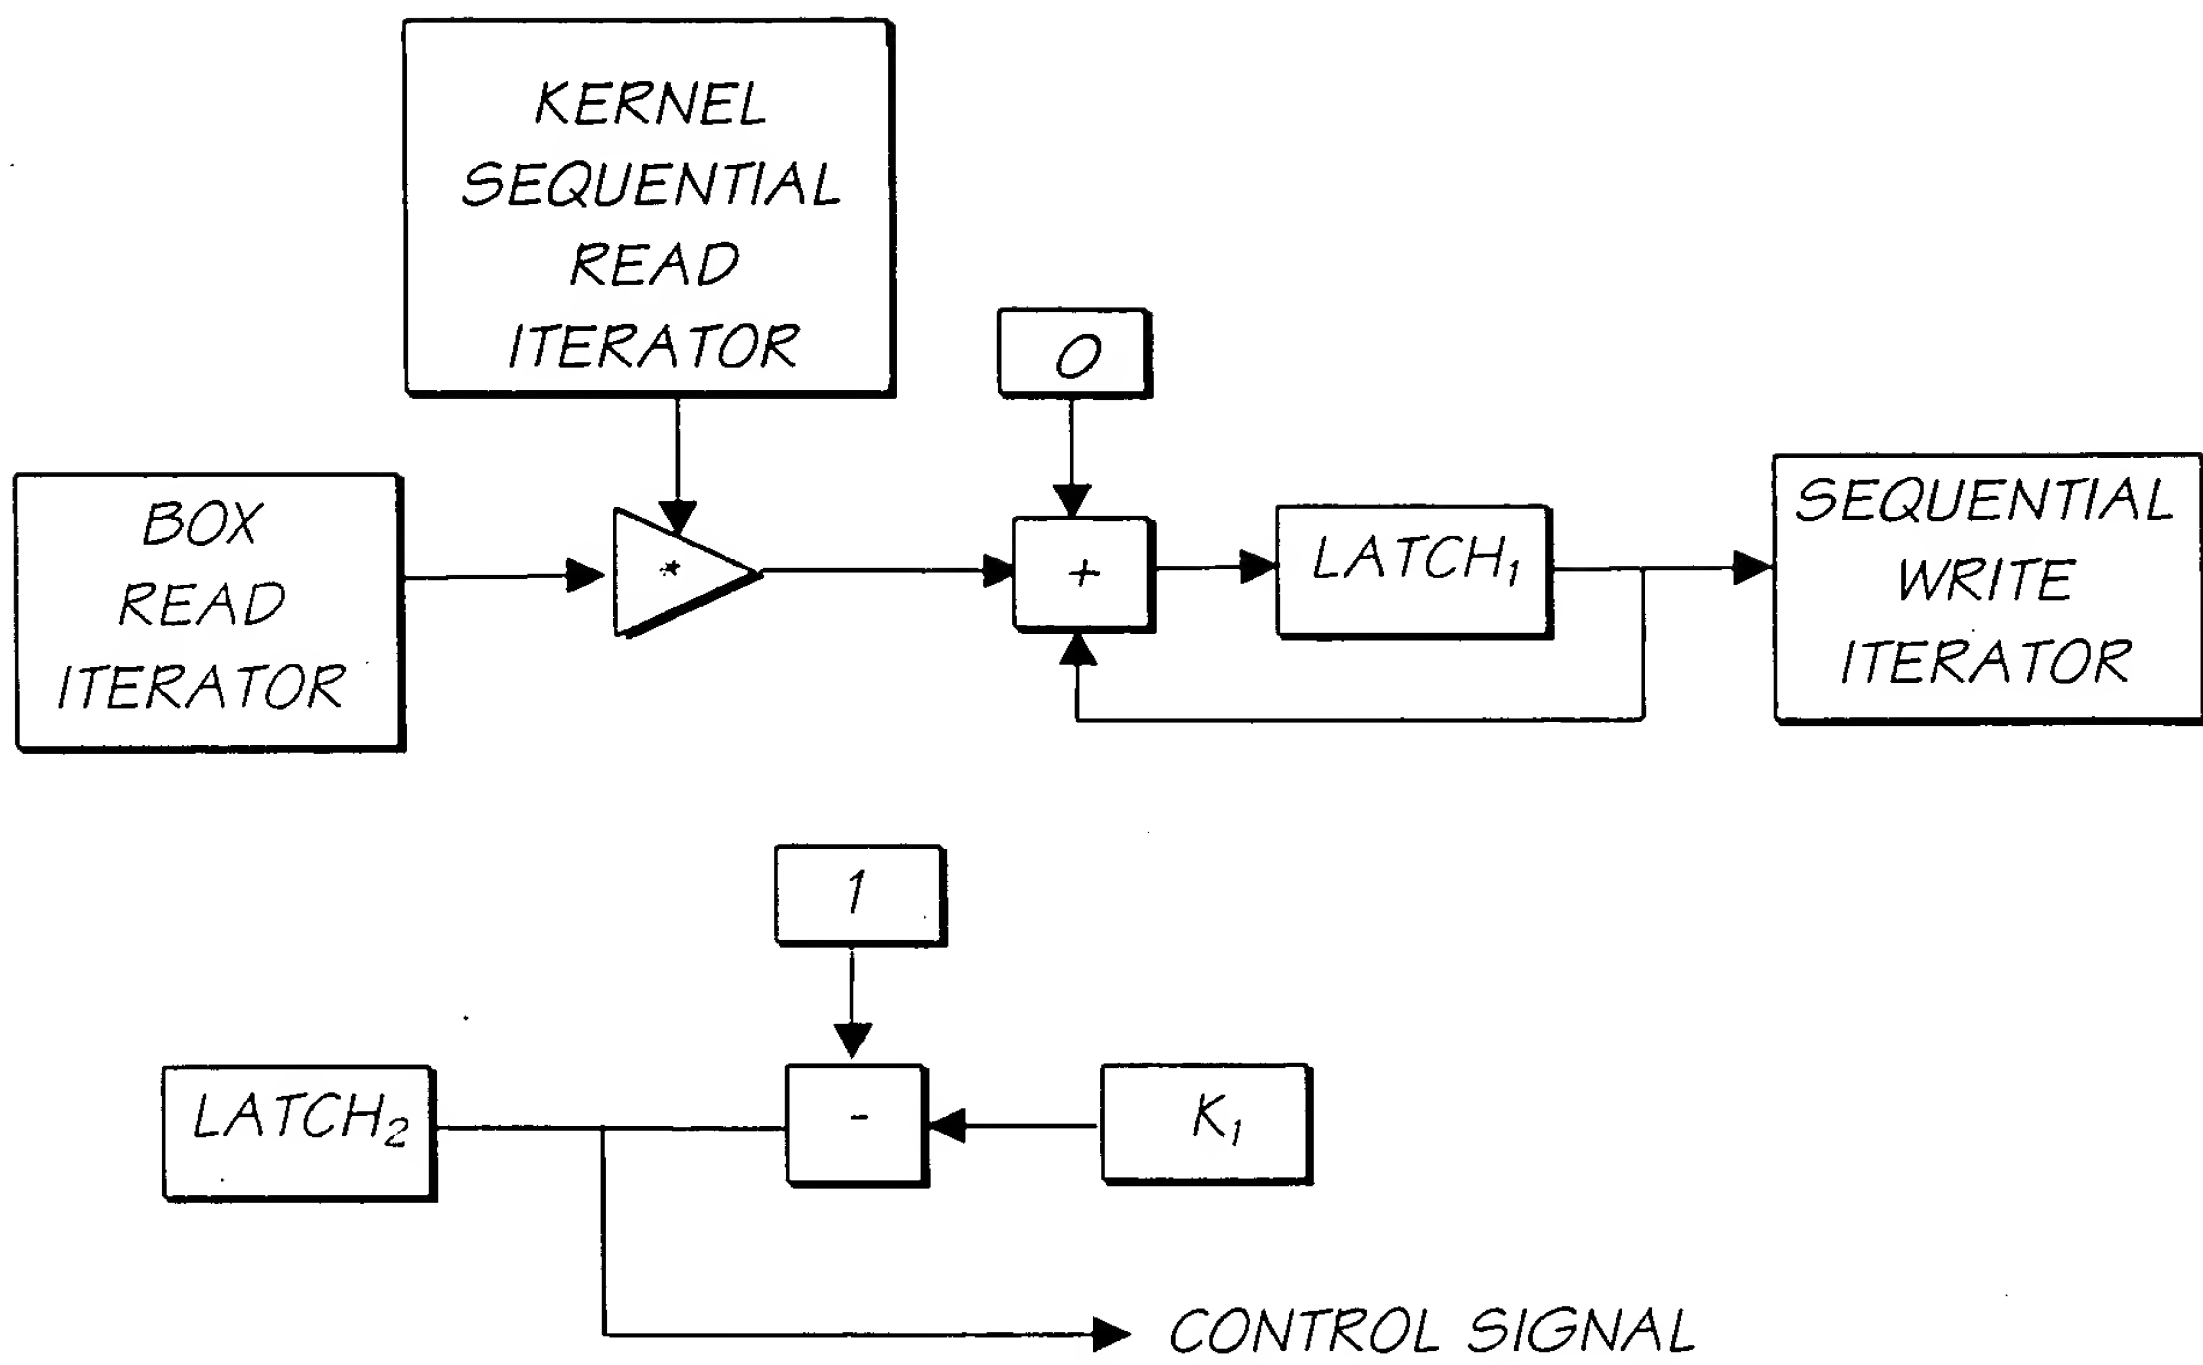 KERNEL
SEQUENTIAL
READ
ITERATOR
0
BOX
READ
ITERATOR
*
+
LATCH₁
SEQUENTIAL
WRITE
ITERATOR
1
LATCH₂
-
K₁
CONTROL SIGNAL